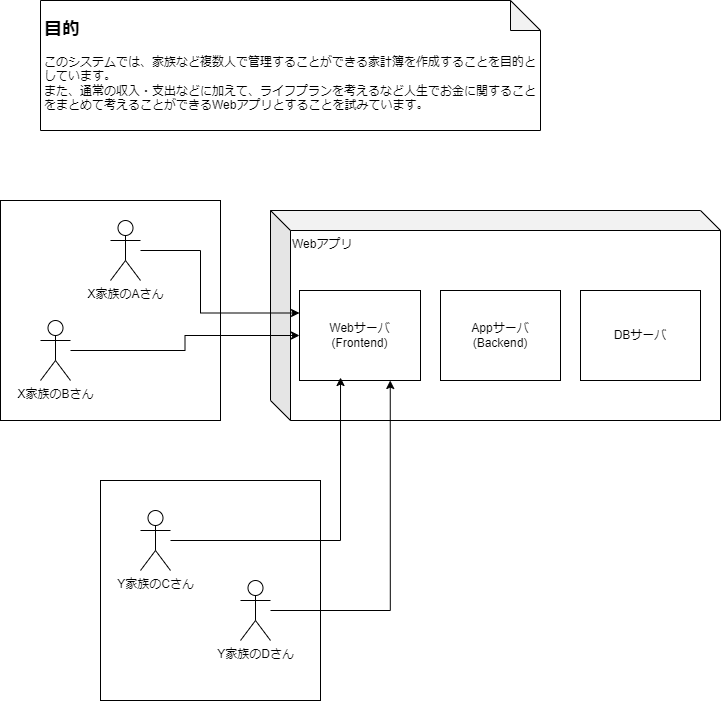 目的
このシステムでは、家族など複数人で管理することができる家計簿を作成することを目的と
しています。
また、通常の収入・支出などに加えて、ライフプランを考えるなど人生でお金に関すること
をまとめて考えることができるWebアプリとすることを試みています。
Webアプリ
X家族のAさん
X家族のBさん
Webサーバ
(Frontend)
Appサーバ
(Backend)
DBサーバ
Y家族のCさん
Y家族のDさん